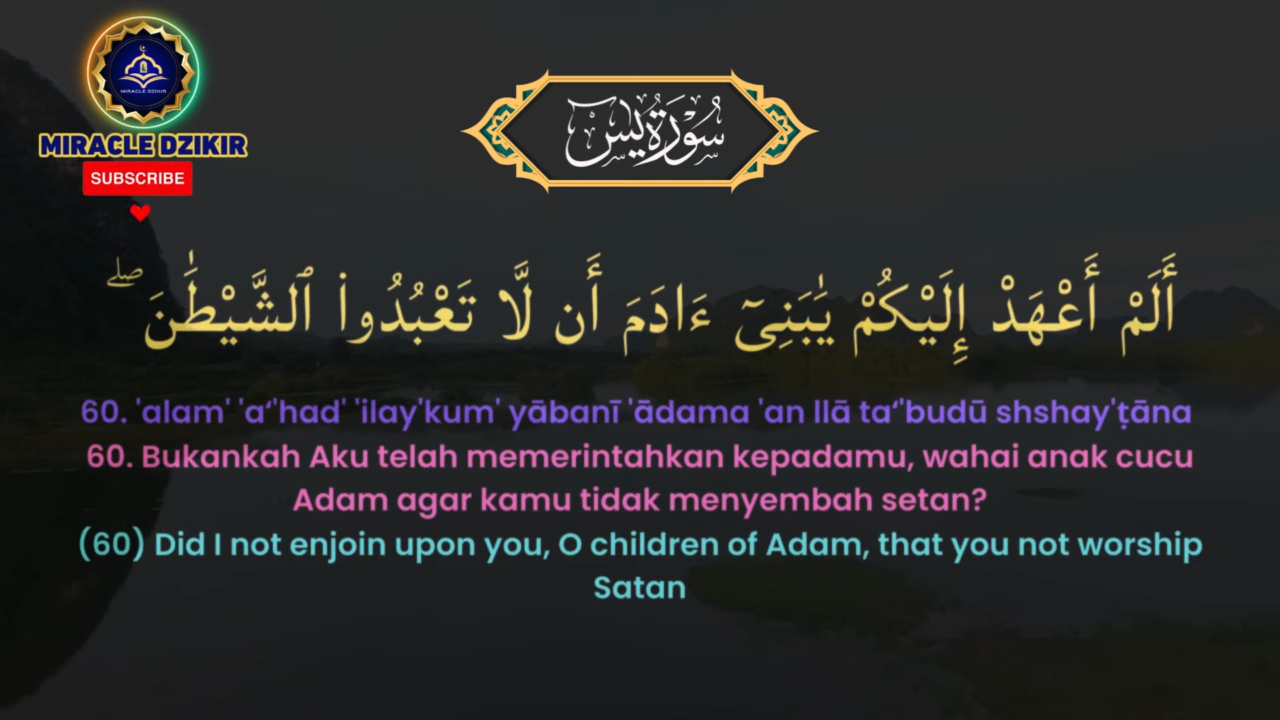 MIRACLE DZIKIR
MIRACLE DZIKIR
SUBSCRIBE
سُورَةُ يس
أَلَمْ أَعْهَدْ إِلَيْكُمْ يَٰبَنِىٓ ءَادَمَ أَن لَّا تَعْبُدُوا۟ ٱلشَّيْطَٰنَ ۖ
60. 'alam' 'a‘'had' 'ilay'kum' yābanī 'ādama 'an llā ta‘'budū shshay'ṭāna
60. Bukankah Aku telah memerintahkan kepadamu, wahai anak cucu
Adam agar kamu tidak menyembah setan?
(60) Did I not enjoin upon you, O children of Adam, that you not worship
Satan